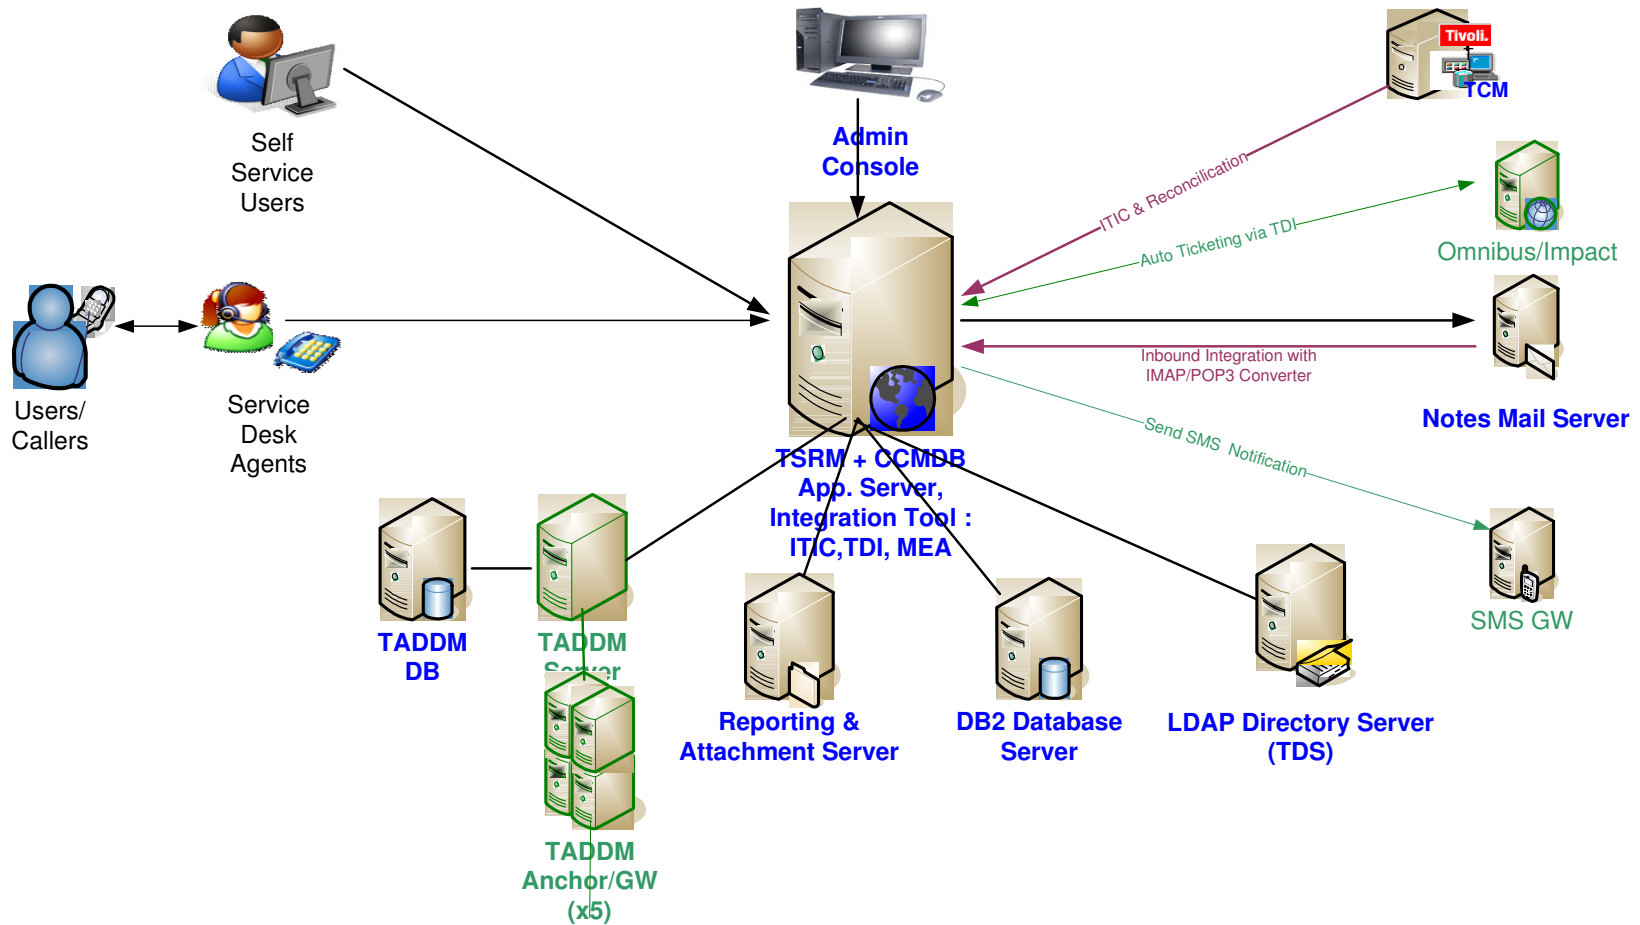 Self
Service
Users
Admin
Console
Tivoli.
TCM
ITIC & Reconcilication
Auto Ticketing via TDI
Omnibus/Impact
Inbound Integration with
IMAP/POP3 Converter
Notes Mail Server
Send SMS Notification
SMS GW
Users/
Callers
Service
Desk
Agents
TSRM + CCMDB
App. Server,
Integration Tool :
ITIC,TDI, MEA
TADDM
DB
TADDM
Server
TADDM
Anchor/GW
(x5)
Reporting &
Attachment Server
DB2 Database
Server
LDAP Directory Server
(TDS)